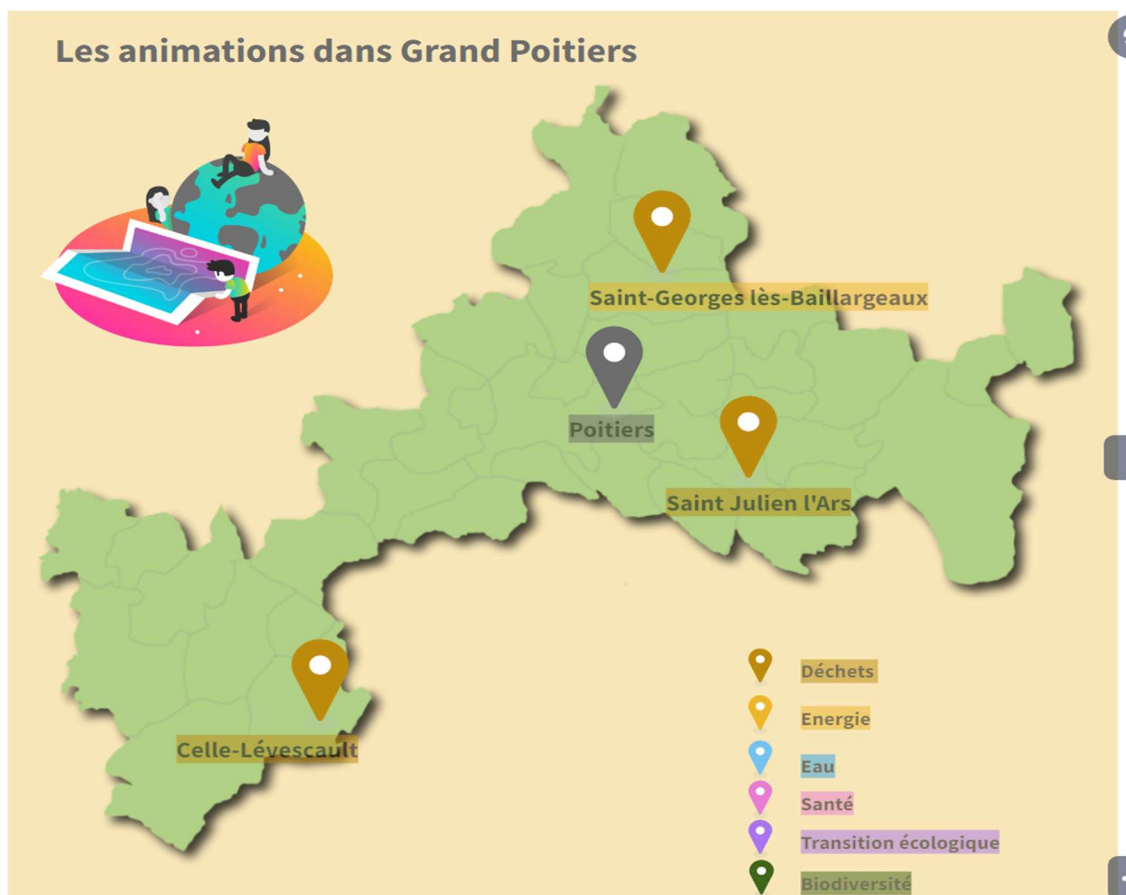 Les animations dans Grand Poitiers
Saint-Georges lès-Baillargeaux
Poitiers
Saint Julien l'Ars
Celle-Lévescault
Déchets
Energie
Eau
Santé
Transition écologique
Biodiversité